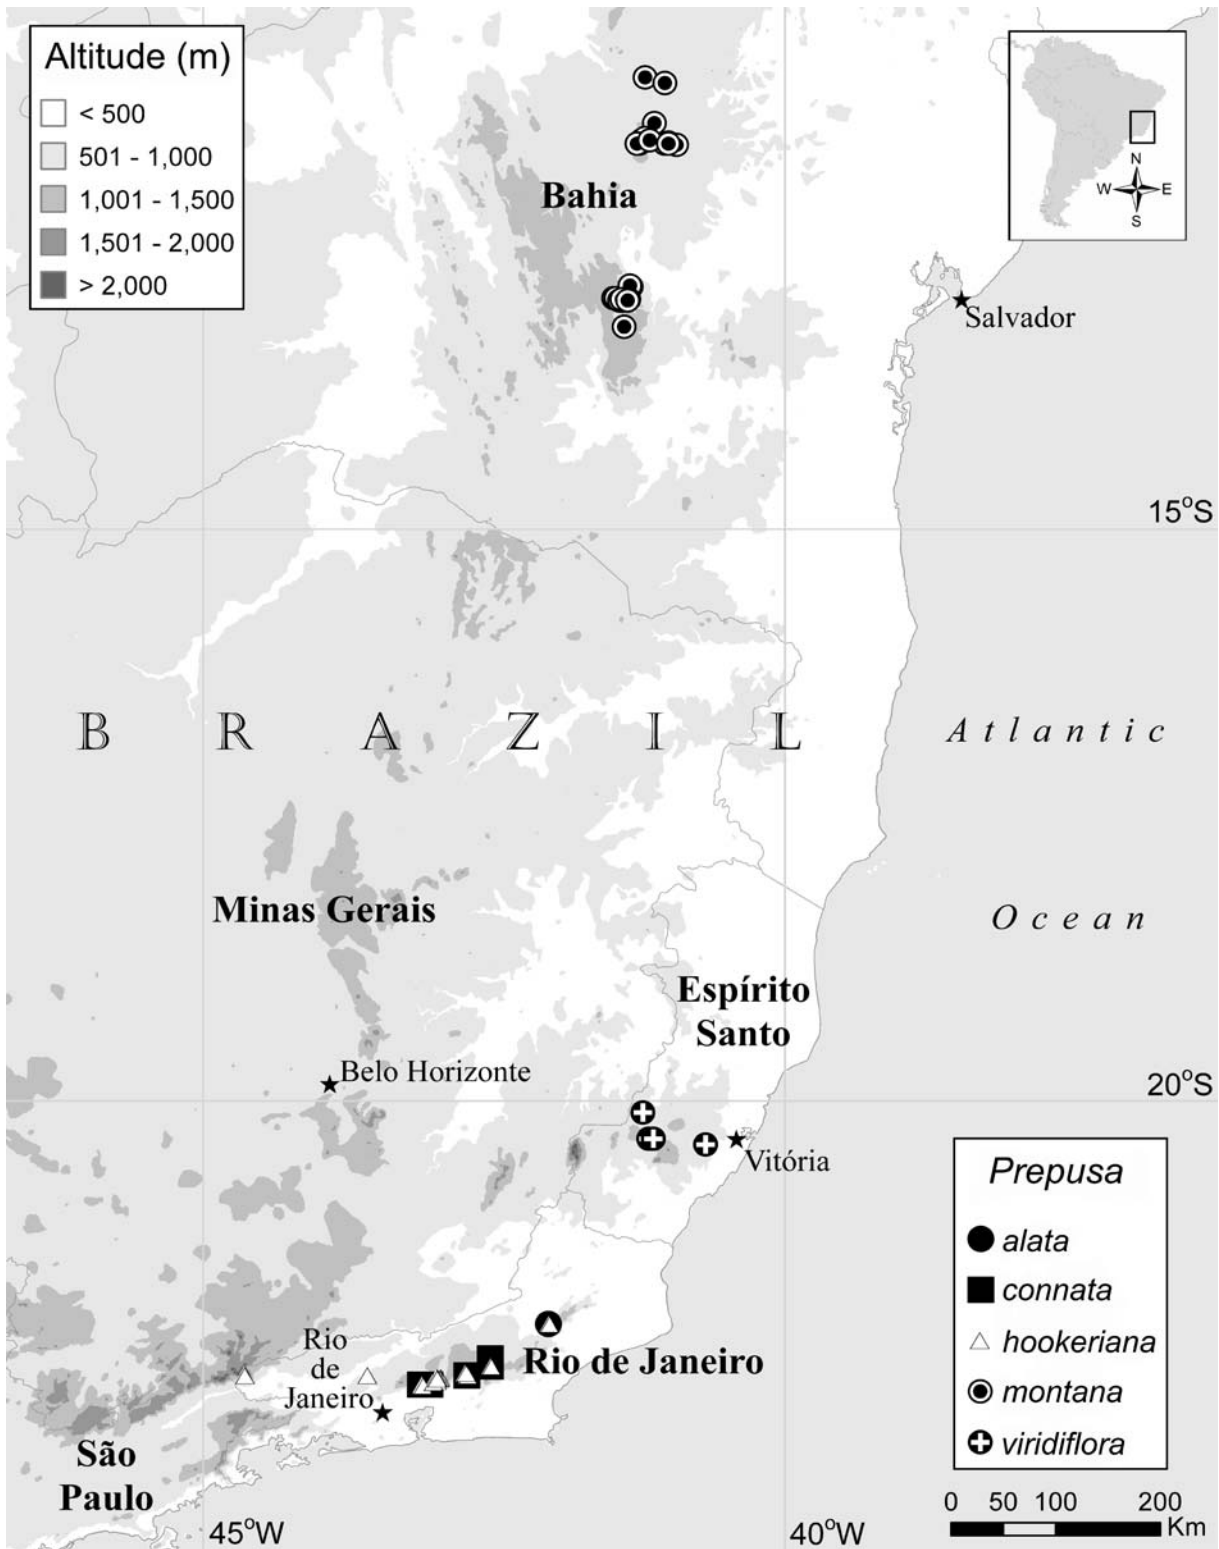 Altitude (m)
< 500
501 - 1,000
1,001 - 1,500
1,501 - 2,000
> 2,000
N
W E
S
Bahia
Salvador
15°S
B R A Z I L
Atlantic
Ocean
Minas Gerais
Espírito
Santo
Belo Horizonte
20°S
Vitória
Rio
de
Janeiro
Rio de Janeiro
São
Paulo
45°W
40°W
Prepusa
alata
connata
hookeriana
montana
viridiflora
0 50 100 200
Km